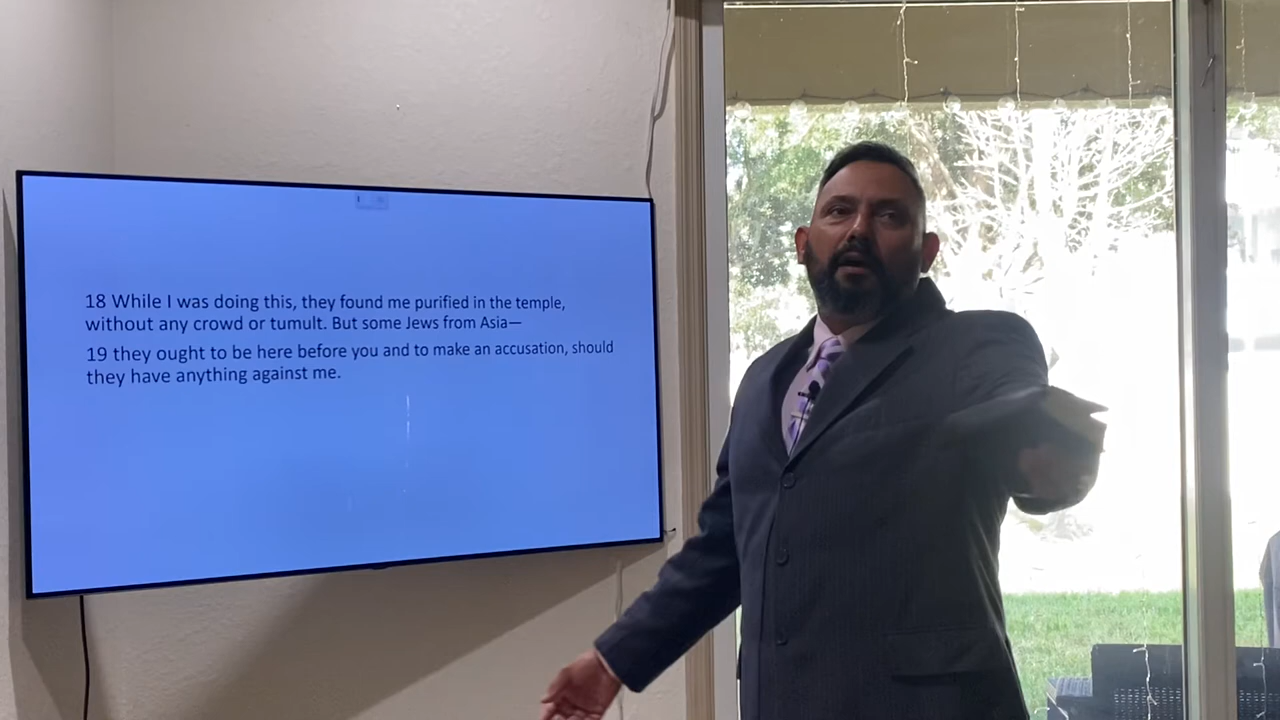 18 While I was doing this, they found me purified in the temple,
without any crowd or tumult. But some Jews from Asia—
19 they ought to be here before you and to make an accusation, should
they have anything against me.